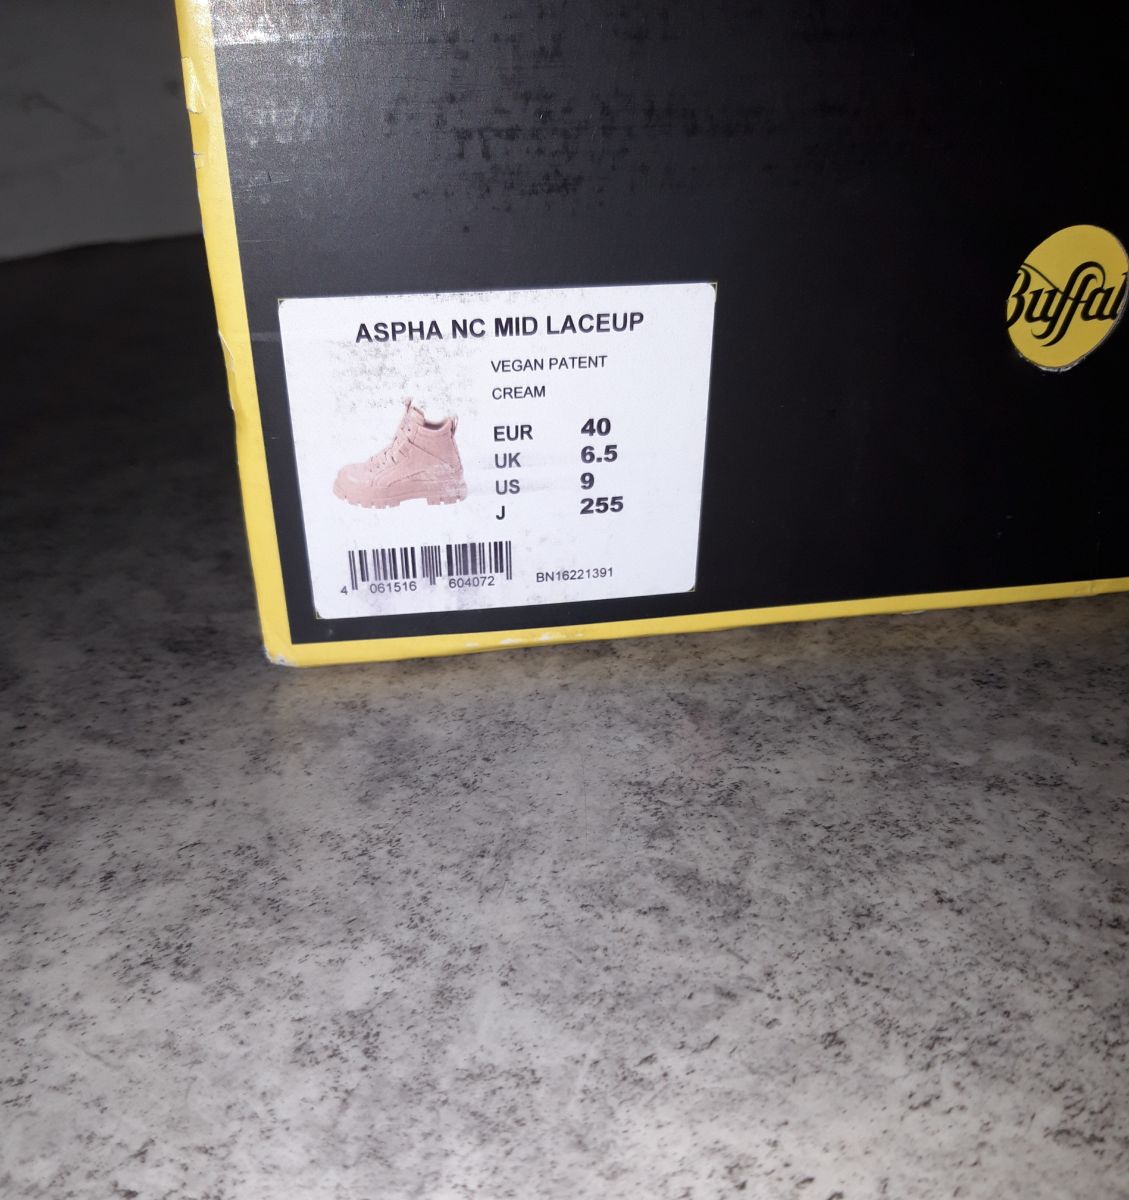 ASPHA NC MID LACEUP
VEGAN PATENT
CREAM
EUR 40
UK 6.5
US 9
J 255
4 061516 604072
BN16221391
Buffal